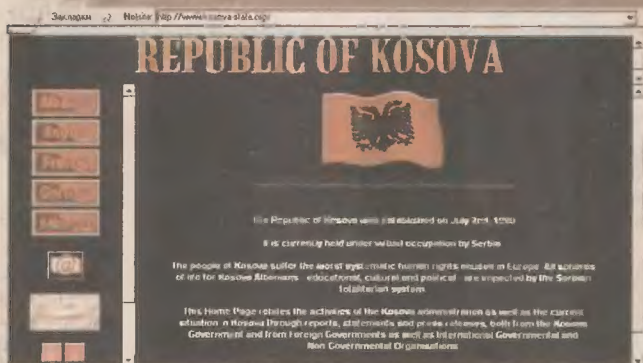 Закладки
http://www.kosova-state.org/
REPUBLIC OF KOSOVA
The Republic of Kosova was established on July 2nd, 1990
It is currently held under brutal occupation by Serbia
The people of Kosova suffer the worst systematic human rights abuses in Europe. All spheres
of life for Kosova Albanians - educational, cultural and political - are impacted by the Serbian
totalitarian system
This Home Page relates the activities of the Kosova administration as well as the current
situation in Kosova through reports, statements and press releases, both from the Kosova
Government and from Foreign Governments as well as International Governmental and
Non Governmental Organisations